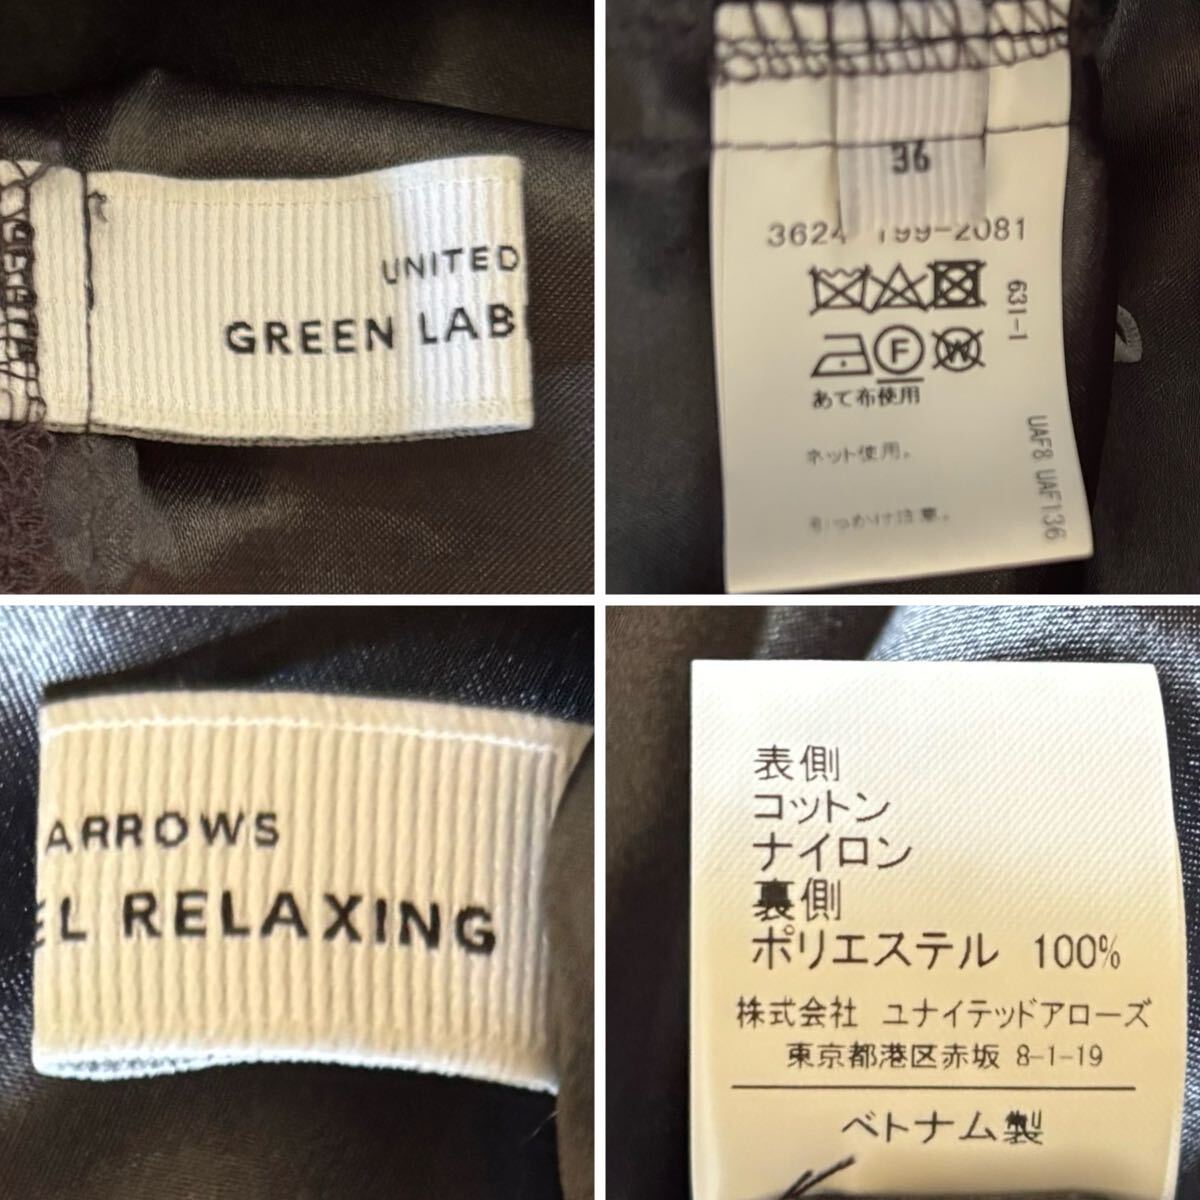 UNITED
GREEN LAB
36
3624 199-2081
631-1
F
W
あて布使用
ネット使用。
引っかけ注意。
UAF8 UAF136
ARROWS
EL RELAXING
表側
コットン
ナイロン
裏側
ポリエステル 100%
株式会社 ユナイテッドアローズ
東京都港区赤坂 8-1-19
ベトナム製